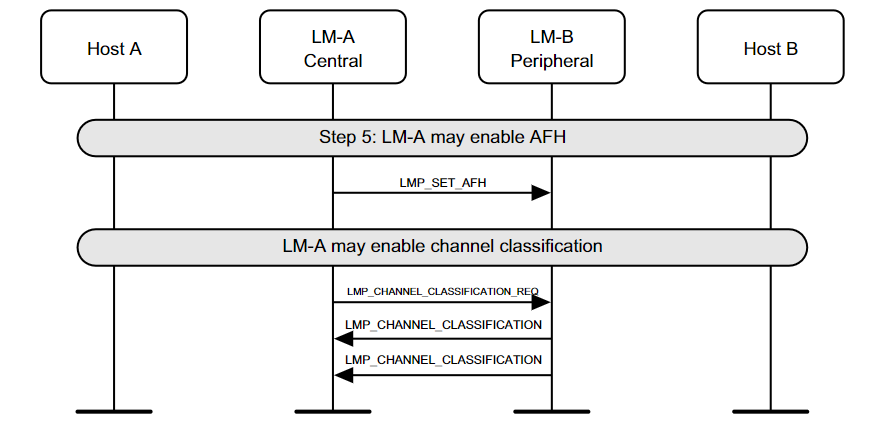 Host A
LM-A
Central
LM-B
Peripheral
Host B
Step 5: LM-A may enable AFH
LMP_SET_AFH
LM-A may enable channel classification
LMP_CHANNEL_CLASSIFICATION_REQ
LMP_CHANNEL_CLASSIFICATION
LMP_CHANNEL_CLASSIFICATION